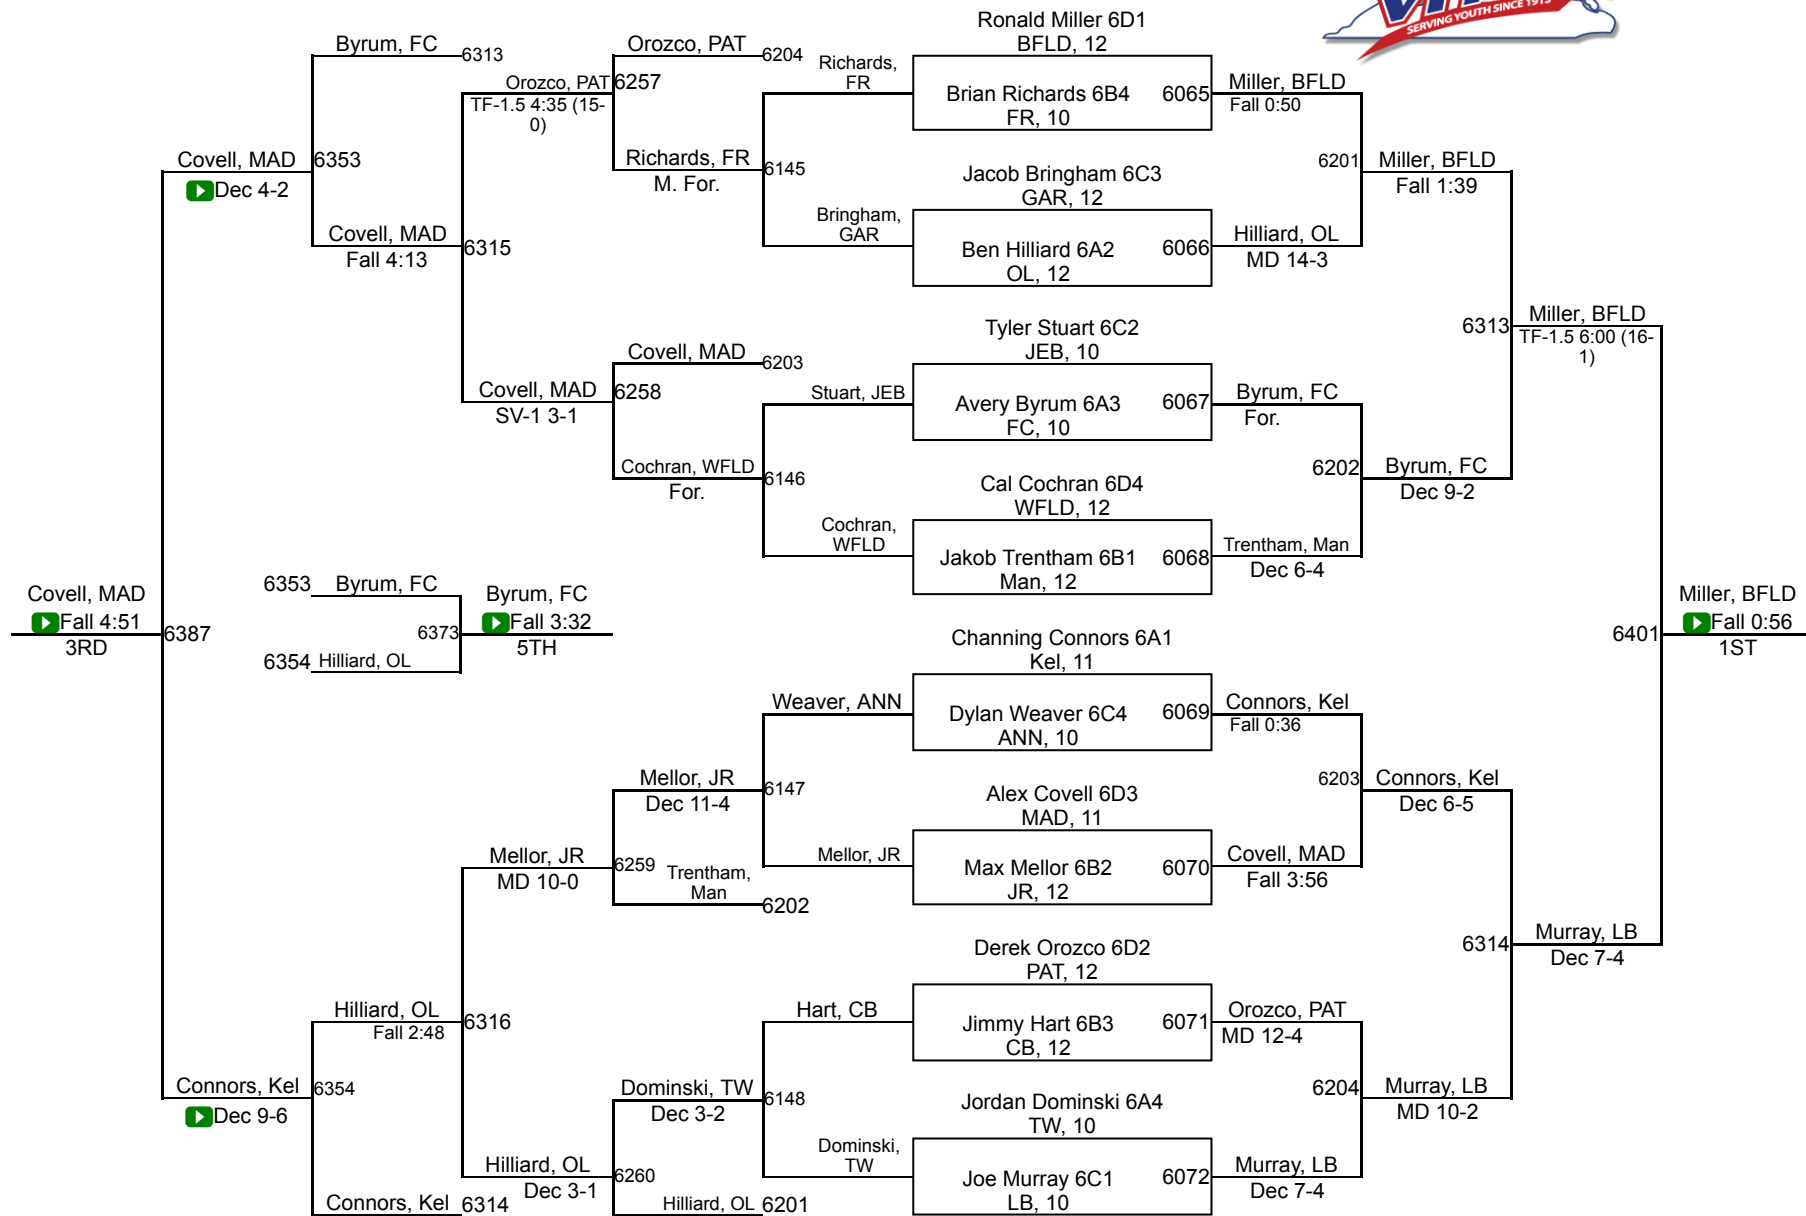 SERVING YOUTH SINCE 1913
Byrum, FC
6313
Orozco, PAT
TF-1.5 4:35 (15-
0)
Covell, MAD
6353
Dec 4-2
Covell, MAD
Fall 4:13
6315
Orozco, PAT
6204
6257
Richards, FR
M. For.
6145
Richards,
FR
Bringham,
GAR
Covell, MAD
SV-1 3-1
Covell, MAD
6203
6258
Cochran, WFLD
For.
6146
Stuart, JEB
Cochran,
WFLD
Ronald Miller 6D1
BFLD, 12
Brian Richards 6B4
FR, 10
6065
Jacob Bringham 6C3
GAR, 12
Ben Hilliard 6A2
OL, 12
6066
Tyler Stuart 6C2
JEB, 10
Avery Byrum 6A3
FC, 10
6067
Cal Cochran 6D4
WFLD, 12
Jakob Trentham 6B1
Man, 12
6068
Miller, BFLD
Fall 0:50
6201
Hilliard, OL
MD 14-3
Miller, BFLD
Fall 1:39
Byrum, FC
For.
6202
Trentham, Man
Dec 6-4
Byrum, FC
Dec 9-2
6313
Miller, BFLD
TF-1.5 6:00 (16-
1)
Covell, MAD
Fall 4:51
3RD
6387
6353
Byrum, FC
6354
Hilliard, OL
6373
Byrum, FC
Fall 3:32
5TH
6401
Miller, BFLD
Fall 0:56
1ST
Channing Connors 6A1
Kel, 11
Dylan Weaver 6C4
ANN, 10
6069
Alex Covell 6D3
MAD, 11
Max Mellor 6B2
JR, 12
6070
Derek Orozco 6D2
PAT, 12
Jimmy Hart 6B3
CB, 12
6071
Jordan Dominski 6A4
TW, 10
Joe Murray 6C1
LB, 10
6072
Weaver, ANN
Mellor, JR
Dec 11-4
6147
Mellor, JR
Mellor, JR
MD 10-0
6259
Trentham,
Man
6202
Hilliard, OL
Fall 2:48
6316
Hart, CB
Connors, Kel
6354
Dec 9-6
Dominski, TW
Dec 3-2
6148
Dominski,
TW
Hilliard, OL
Dec 3-1
6260
Connors, Kel
6314
Hilliard, OL
6201
Connors, Kel
Fall 0:36
6203
Covell, MAD
Fall 3:56
Connors, Kel
Dec 6-5
6314
Murray, LB
Dec 7-4
Orozco, PAT
MD 12-4
6204
Murray, LB
MD 10-2
Murray, LB
Dec 7-4